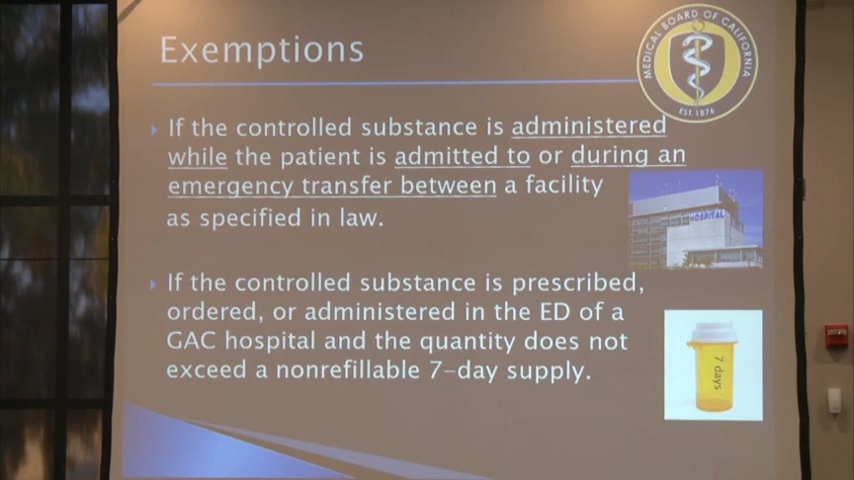 Exemptions
MEDICAL BOARD OF CALIFORNIA
EST. 1876
If the controlled substance is administered
while the patient is admitted to or during an
emergency transfer between a facility
as specified in law.
HOSPITAL
If the controlled substance is prescribed,
ordered, or administered in the ED of a
GAC hospital and the quantity does not
exceed a nonrefillable 7-day supply.
7 days